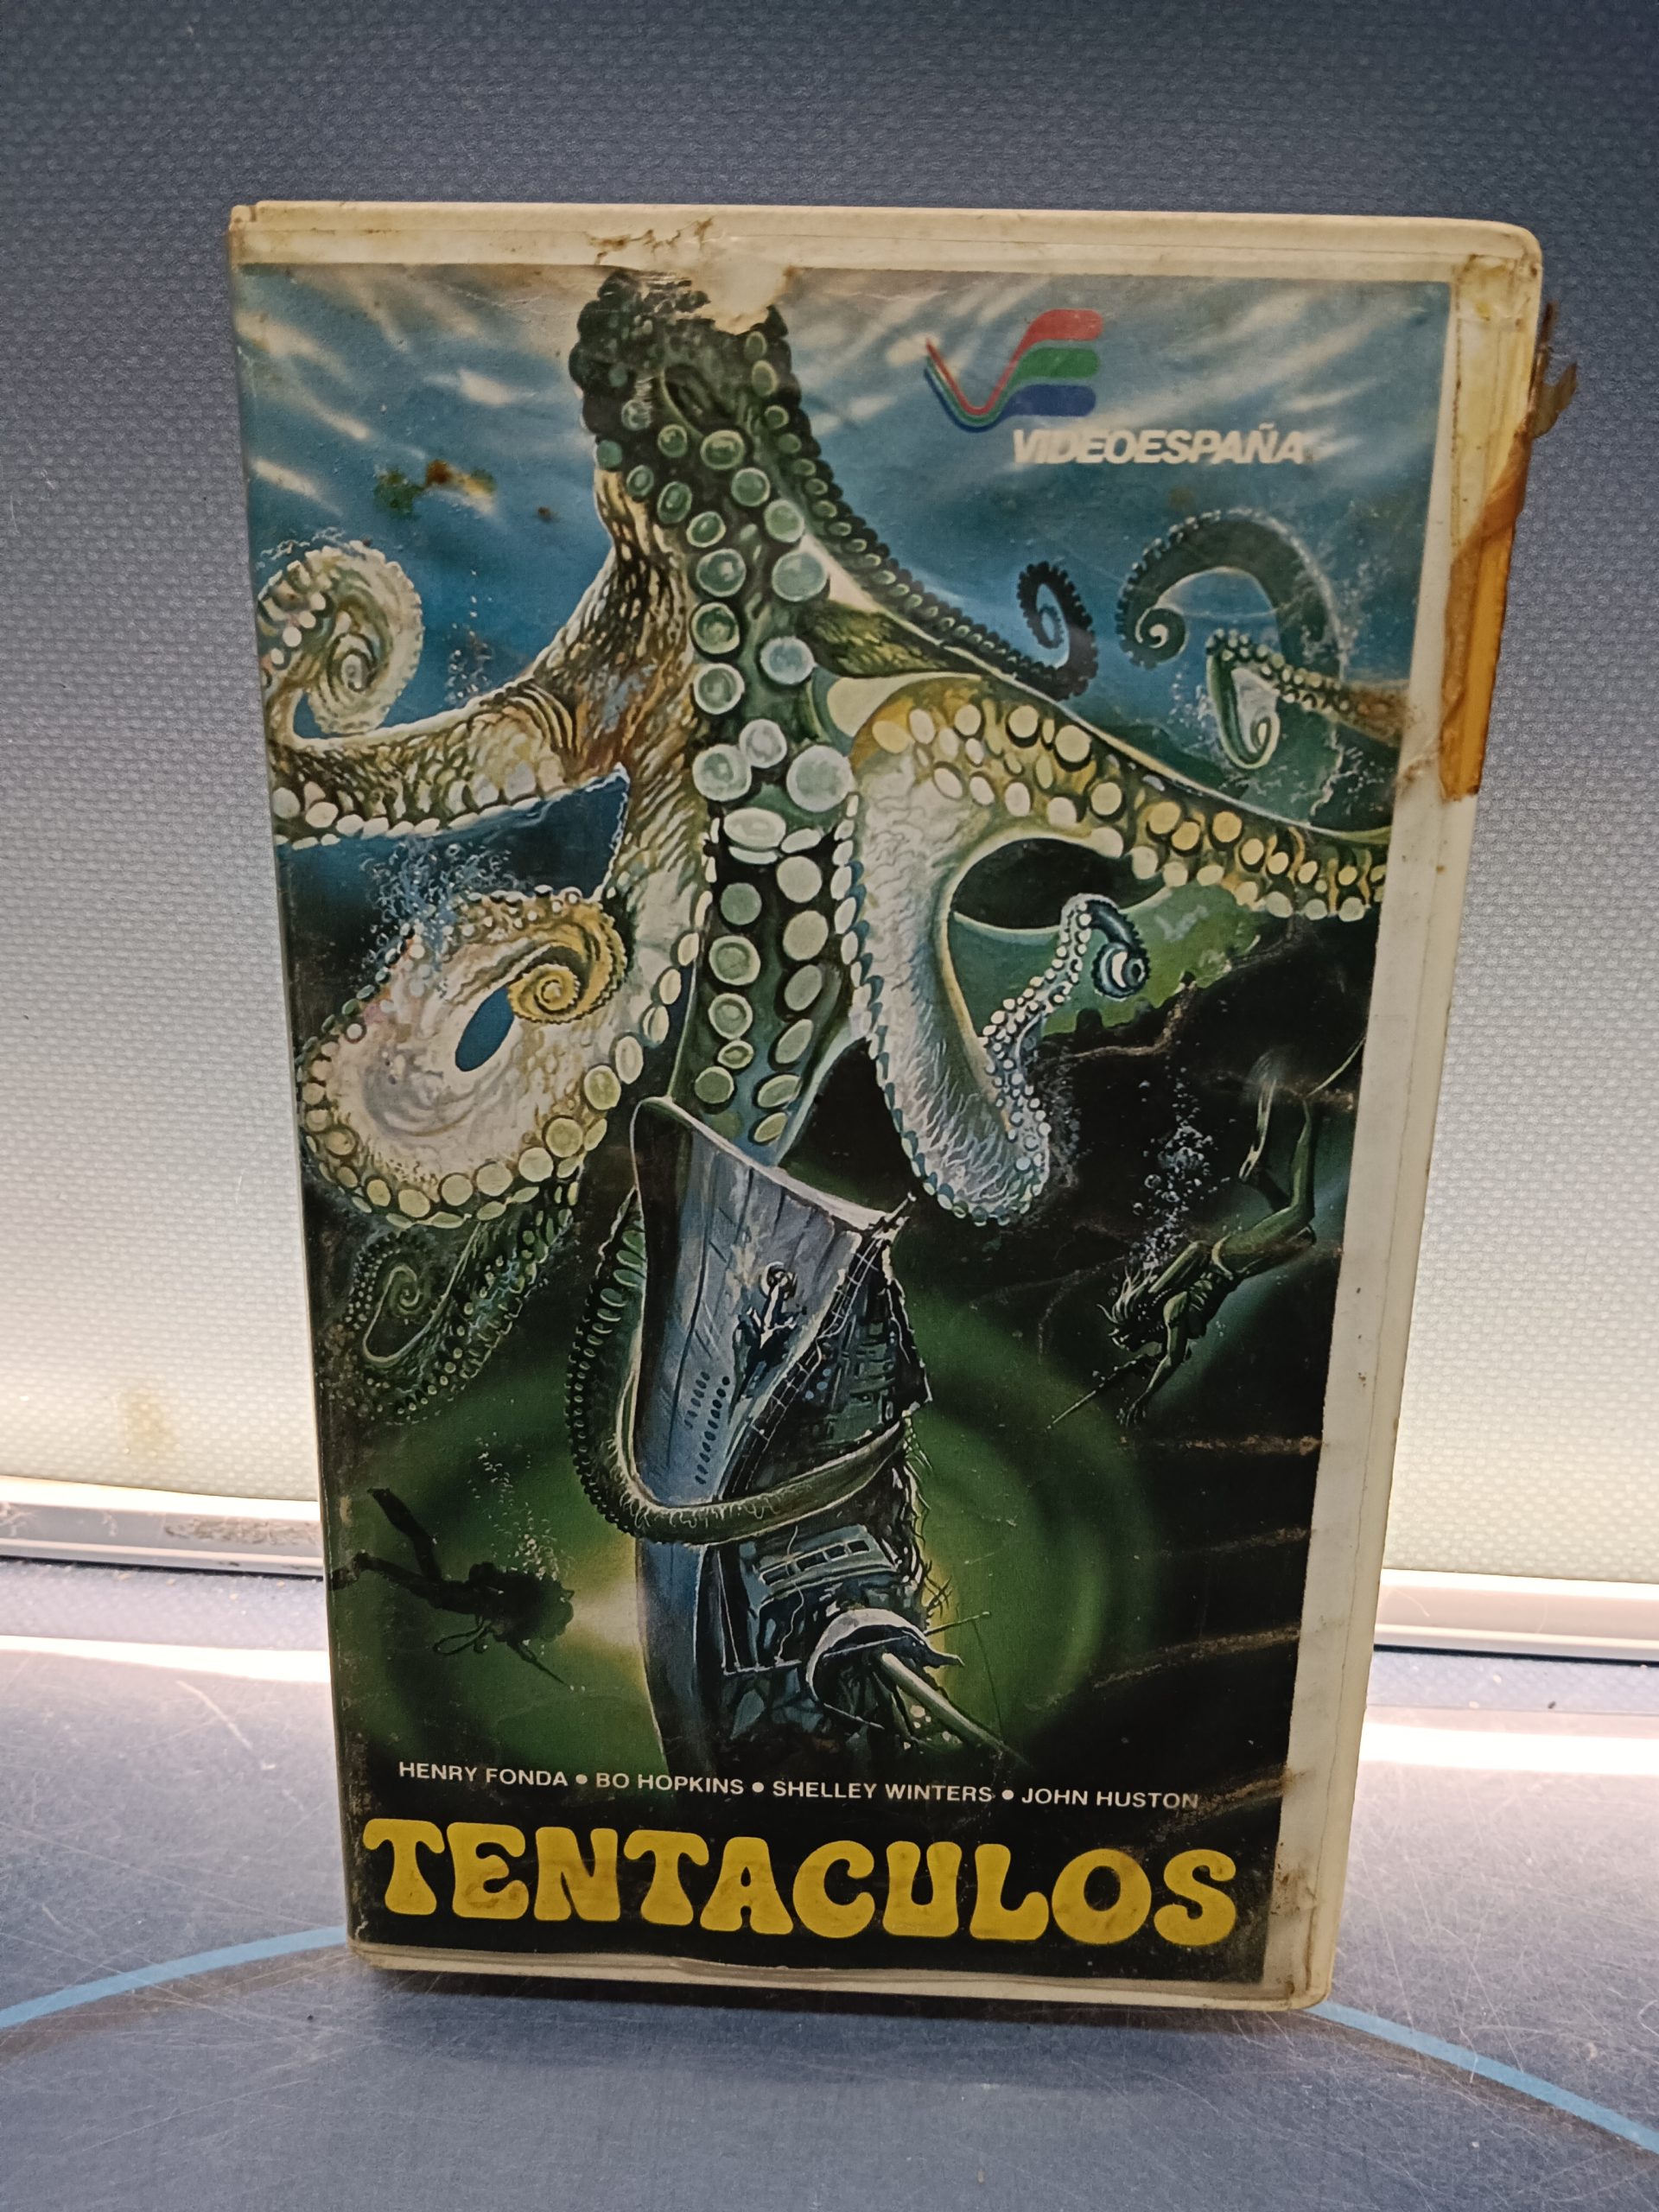 VIDEOESPAÑA
HENRY FONDA • BO HOPKINS • SHELLEY WINTERS • JOHN HUSTON
TENTACULOS